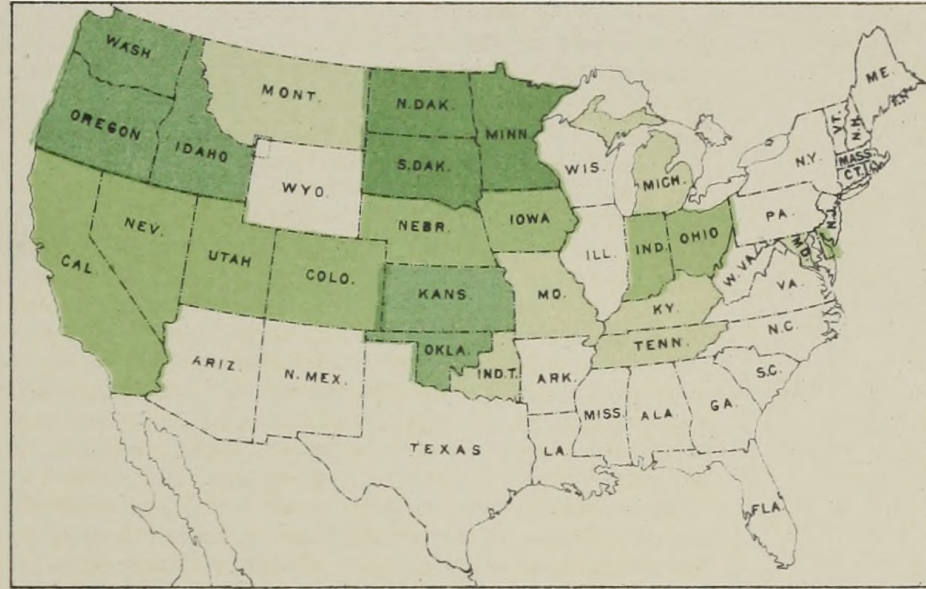 WASH
OREGON
IDAHO
MONT.
WYO.
N.DAK.
S.DAK.
MINN.
NEBR.
IOWA
WIS.
MICH.
N.Y.
VT.
N.H.
ME.
MASS
CT.
PA.
N.J.
MD.
CAL.
NEV.
UTAH
COLO.
KANS.
MO.
ILL.
IND.
OHIO
W.VA.
VA.
KY.
N.C.
TENN.
S.C.
ARIZ.
N.MEX.
OKLA.
IND.T.
ARK.
TEXAS
LA.
MISS.
ALA.
GA.
FLA.